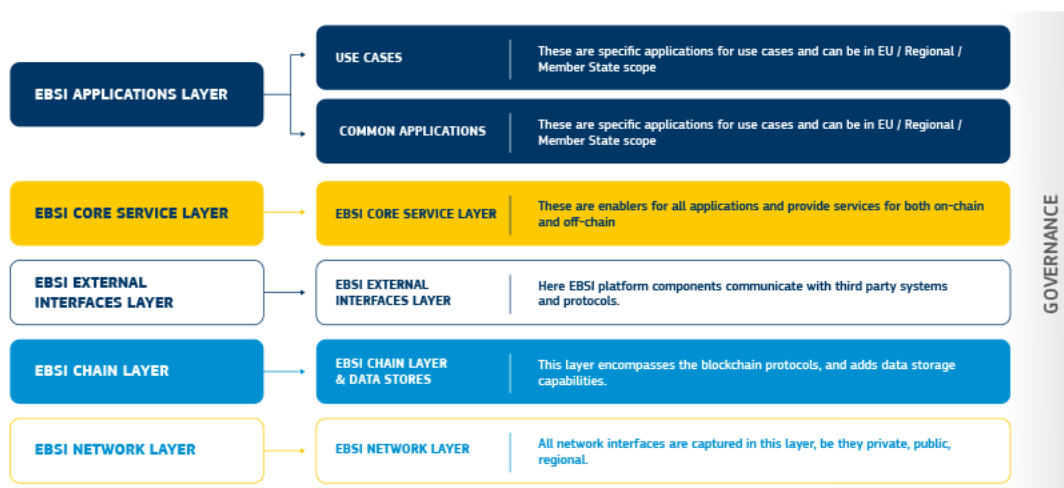 EBSI APPLICATIONS LAYER
USE CASES
These are specific applications for use cases and can be in EU / Regional /
Member State scope
COMMON APPLICATIONS
These are specific applications for use cases and can be in EU / Regional /
Member State scope
EBSI CORE SERVICE LAYER
EBSI CORE SERVICE LAYER
These are enablers for all applications and provide services for both on-chain
and off-chain
EBSI EXTERNAL
INTERFACES LAYER
EBSI EXTERNAL
INTERFACES LAYER
Here EBSI platform components communicate with third party systems
and protocols.
EBSI CHAIN LAYER
EBSI CHAIN LAYER
& DATA STORES
This layer encompasses the blockchain protocols, and adds data storage
capabilities.
EBSI NETWORK LAYER
EBSI NETWORK LAYER
All network interfaces are captured in this layer, be they private, public,
regional.
GOVERNANCE